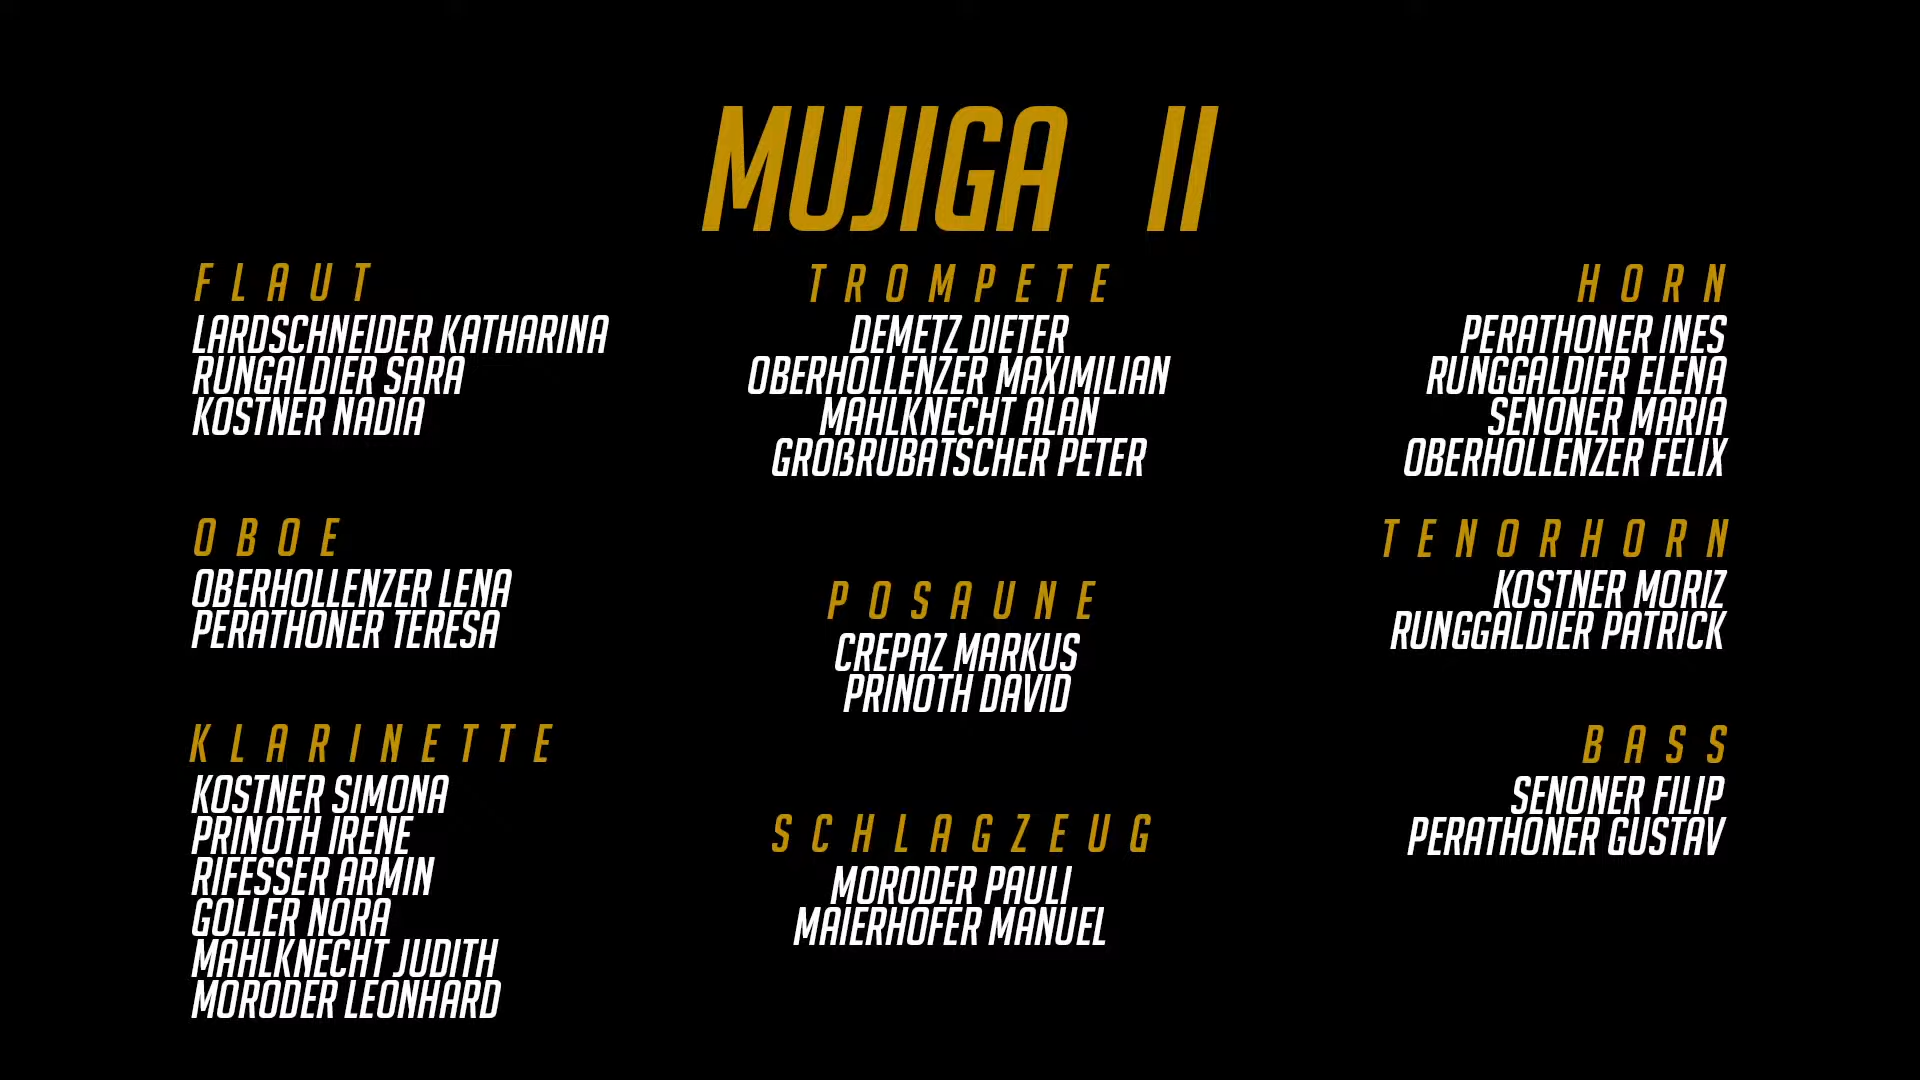 MUJIGA II
FLAUT
LARDSCHNEIDER KATHARINA
RUNGALDIER SARA
KOSTNER NADIA
OBOE
OBERHOLLENZER LENA
PERATHONER TERESA
KLARINETTE
KOSTNER SIMONA
PRINOTH IRENE
RIFESSER ARMIN
GOLLER NORA
MAHLKNECHT JUDITH
MORODER LEONHARD
TROMPETE
DEMETZ DIETER
OBERHOLLENZER MAXIMILIAN
MAHLKNECHT ALAN
GROßRUBATSCHER PETER
POSAUNE
CREPAZ MARKUS
PRINOTH DAVID
SCHLAGZEUG
MORODER PAULI
MAIERHOFER MANUEL
HORN
PERATHONER INES
RUNGGALDIER ELENA
SENONER MARIA
OBERHOLLENZER FELIX
TENORHORN
KOSTNER MORIZ
RUNGGALDIER PATRICK
BASS
SENONER FILIP
PERATHONER GUSTAV